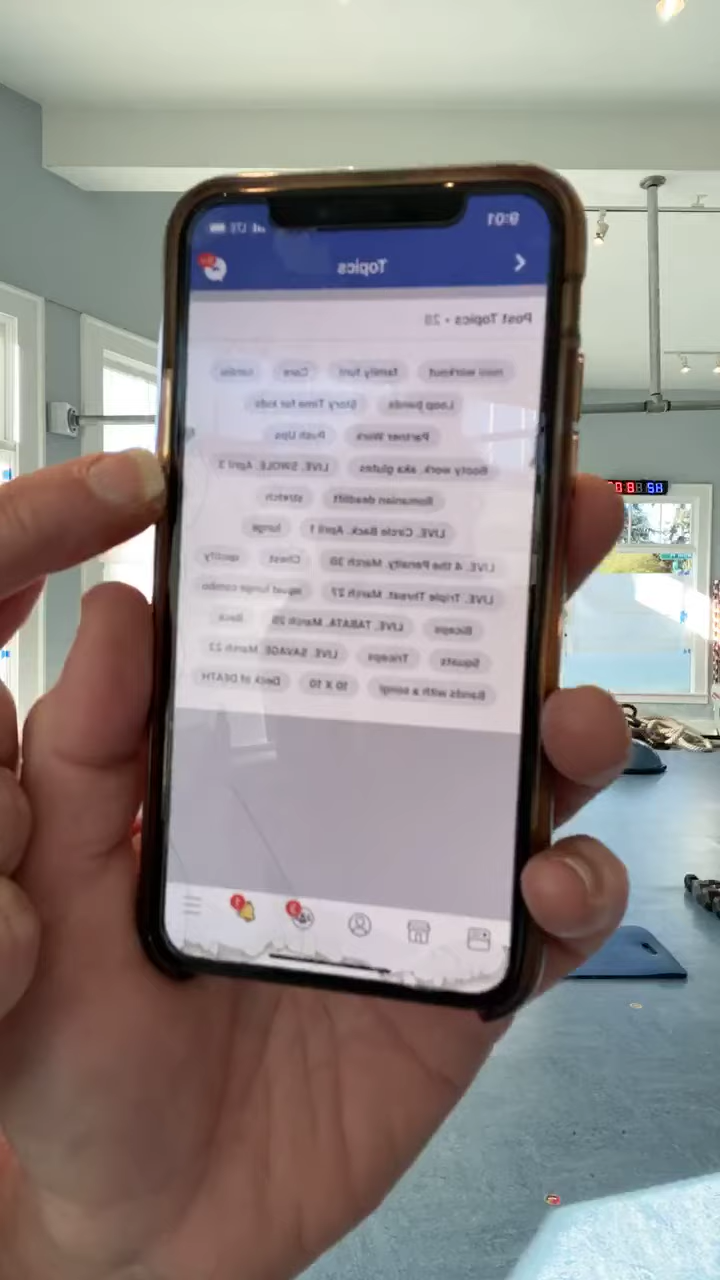 9:01 LTE
Topics
Post Topics • 28
mini workout family fun! Core
Loop bands Story Time for kids
Partner Work Push Ups
Booty work, aka glutes LIVE, SWOLE, April 3
Romanian deadlift stretch
LIVE, Circle Back, April 1 lunge
LIVE, 4 the Penalty, March 30 Chest spotify
LIVE, Triple Threat, March 27 squat lunge combo
Biceps LIVE, TABATA, March 25 Back
Squats Triceps LIVE, SAVAGE, March 23
Bands with a song! 10 X 10 Deck of DEATH